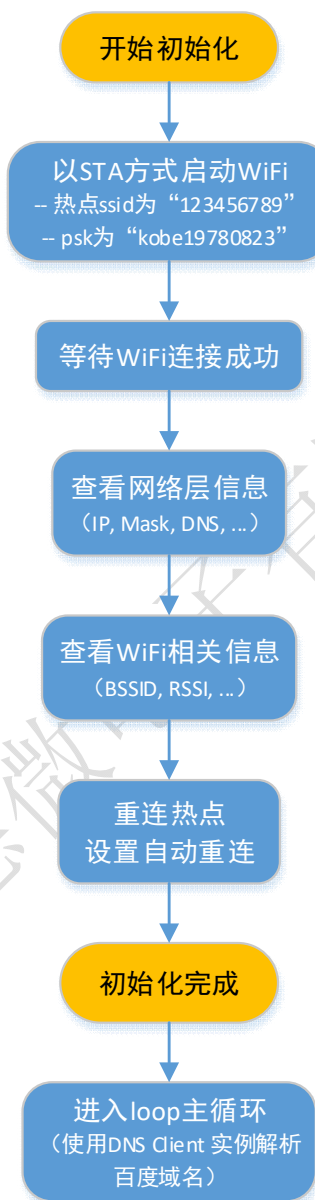 开始初始化
以STA方式启动WiFi
-- 热点ssid为“123456789”
-- psk为“kobe19780823”
等待WiFi连接成功
查看网络层信息
（IP, Mask, DNS, ...）
查看WiFi相关信息
（BSSID, RSSI, ...）
重连热点
设置自动重连
初始化完成
进入loop主循环
（使用DNS Client 实例解析
百度域名）